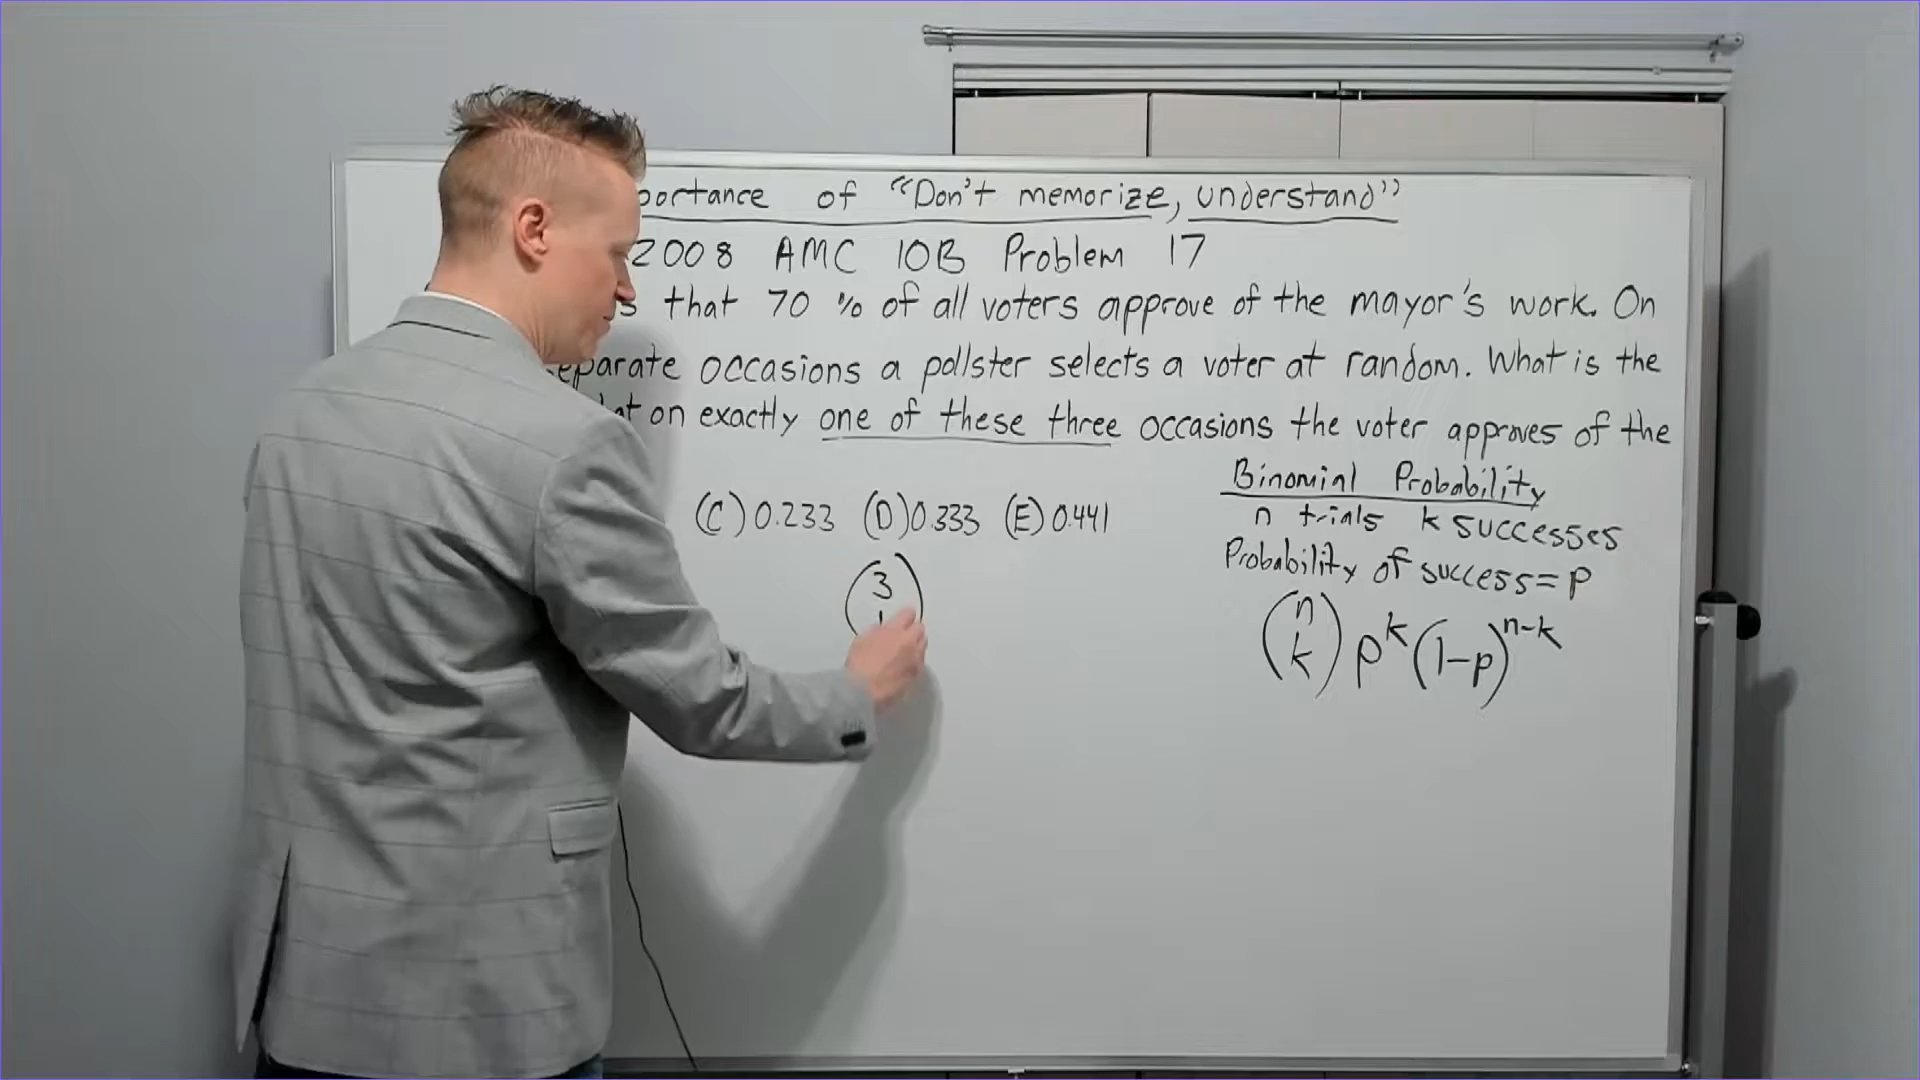 of “Don't memorize, understand”
2008 AMC 10B Problem 17
that 70 % of all voters approve of the mayor's work. On
occasions a pollster selects a voter at random. What is the
on exactly one of these three occasions the voter approves of the
Binomial Probability
n trials k successes
(C) 0.233 (D) 0.333 (E) 0.441
Probability of success = p
(3
1)
(n
k) p^k (1-p)^n-k